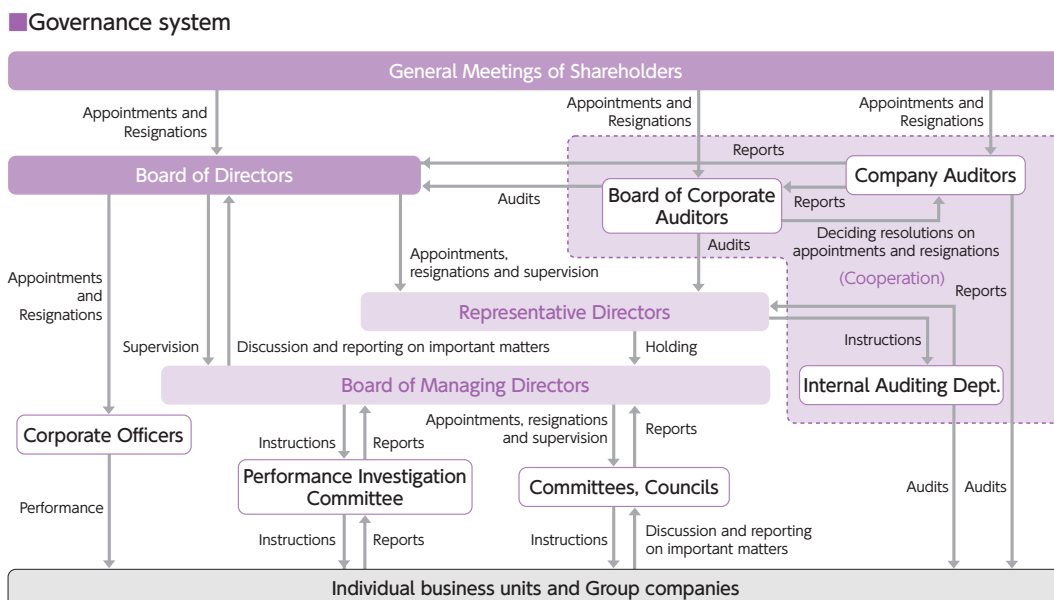 Governance system
General Meetings of Shareholders
Appointments and
Resignations
Appointments and
Resignations
Appointments and
Resignations
Reports
Board of Directors
Company Auditors
Audits
Board of Corporate
Auditors
Reports
Deciding resolutions on
appointments and resignations
Audits
Appointments,
resignations and supervision
(Cooperation)
Appointments
and
Resignations
Reports
Representative Directors
Instructions
Supervision
Discussion and reporting on important matters
Holding
Board of Managing Directors
Internal Auditing Dept.
Corporate Officers
Instructions
Reports
Appointments, resignations
and supervision
Reports
Performance Investigation
Committee
Committees, Councils
Performance
Audits
Audits
Instructions
Reports
Instructions
Discussion and reporting
on important matters
Individual business units and Group companies